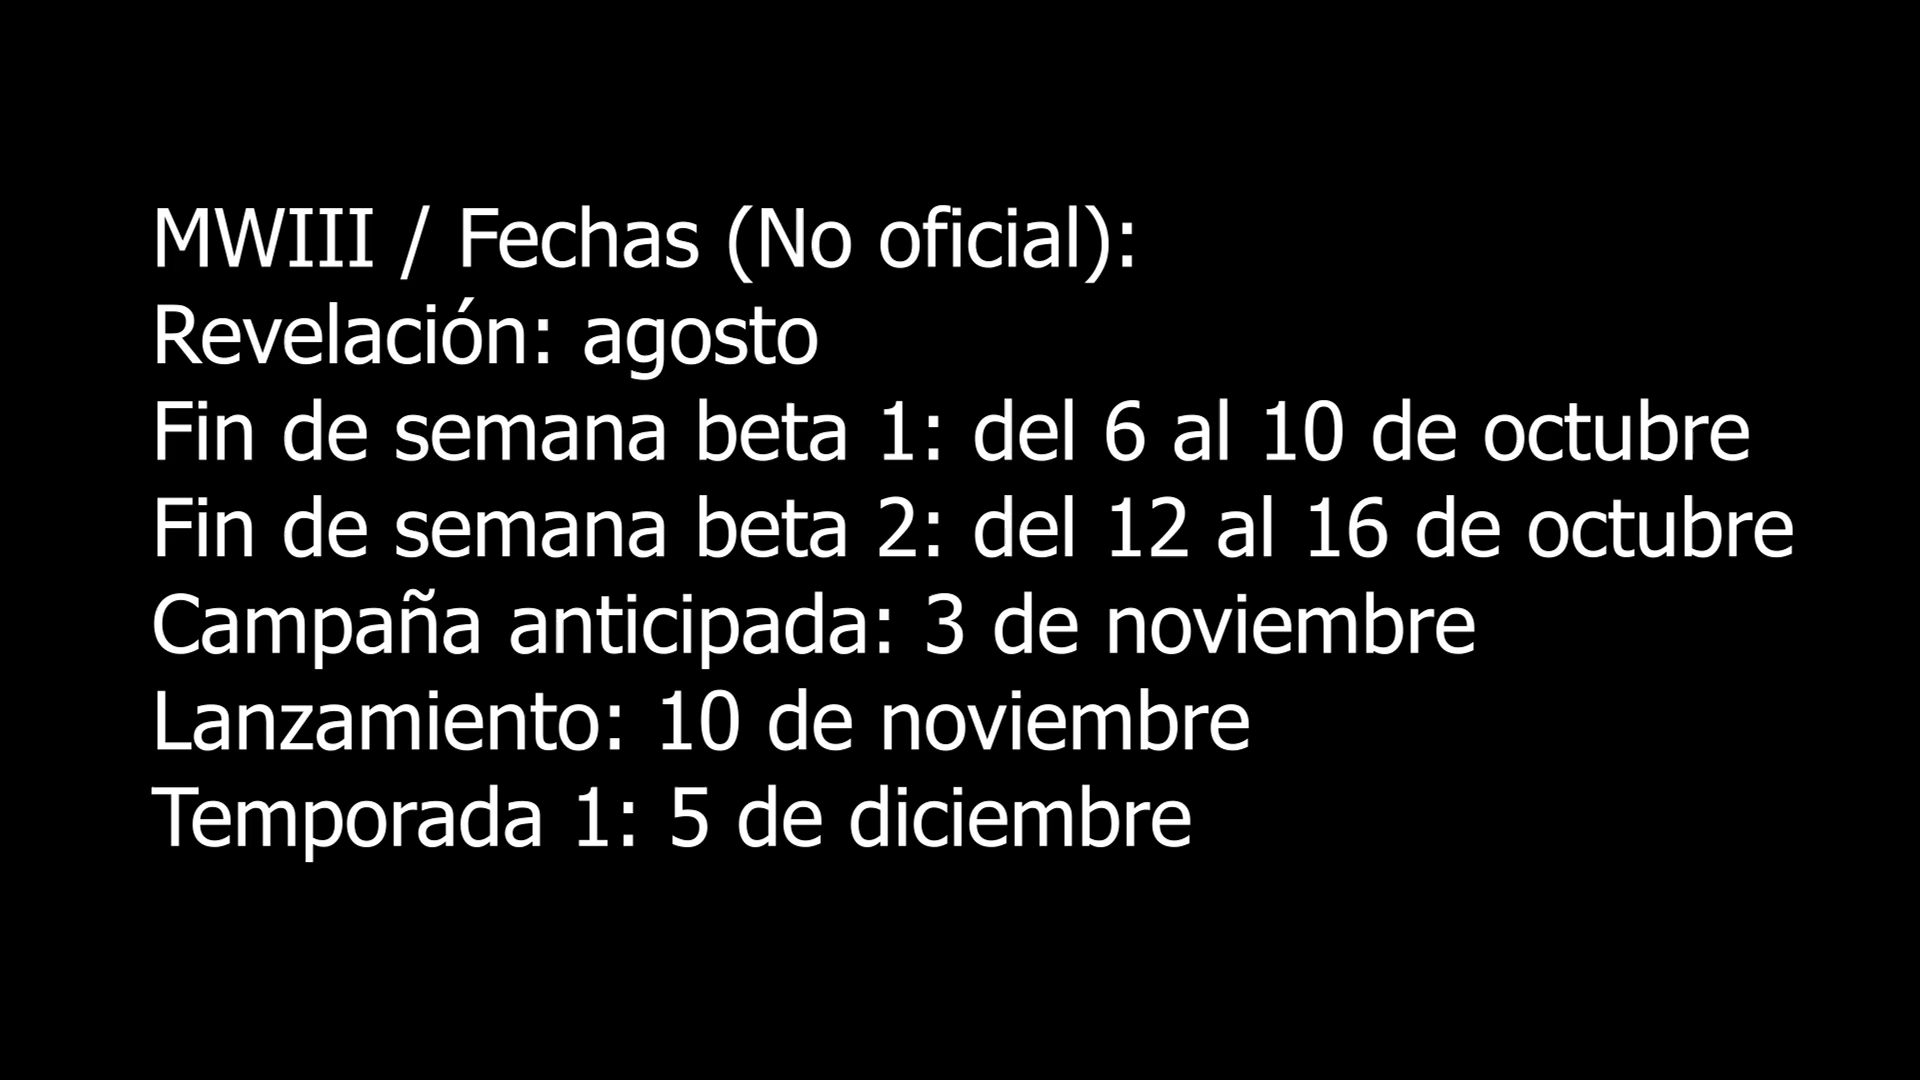 MWIII / Fechas (No oficial):
Revelación: agosto
Fin de semana beta 1: del 6 al 10 de octubre
Fin de semana beta 2: del 12 al 16 de octubre
Campaña anticipada: 3 de noviembre
Lanzamiento: 10 de noviembre
Temporada 1: 5 de diciembre